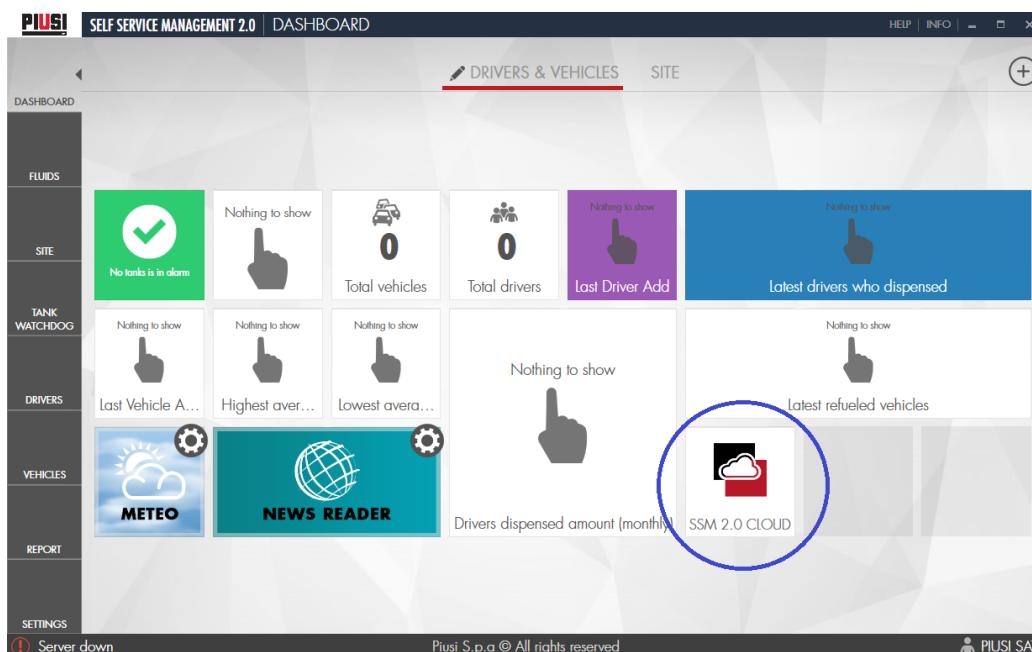 PIUSI SELF SERVICE MANAGEMENT 2.0 | DASHBOARD HELP | INFO
DRIVERS & VEHICLES SITE
DASHBOARD
FLUIDS
SITE
TANK
WATCHDOG
DRIVERS
VEHICLES
REPORT
SETTINGS
No tanks is in alarm
Nothing to show
0
Total vehicles
0
Total drivers
Nothing to show
Last Driver Add
Nothing to show
Latest drivers who dispensed
Nothing to show
Last Vehicle A...
Nothing to show
Highest aver...
Nothing to show
Lowest avera...
Nothing to show
Drivers dispensed amount (monthly)
Nothing to show
Latest refueled vehicles
METEO
NEWS READER
SSM 2.0 CLOUD
Server down
Piusi S.p.a © All rights reserved
PIUSI SA